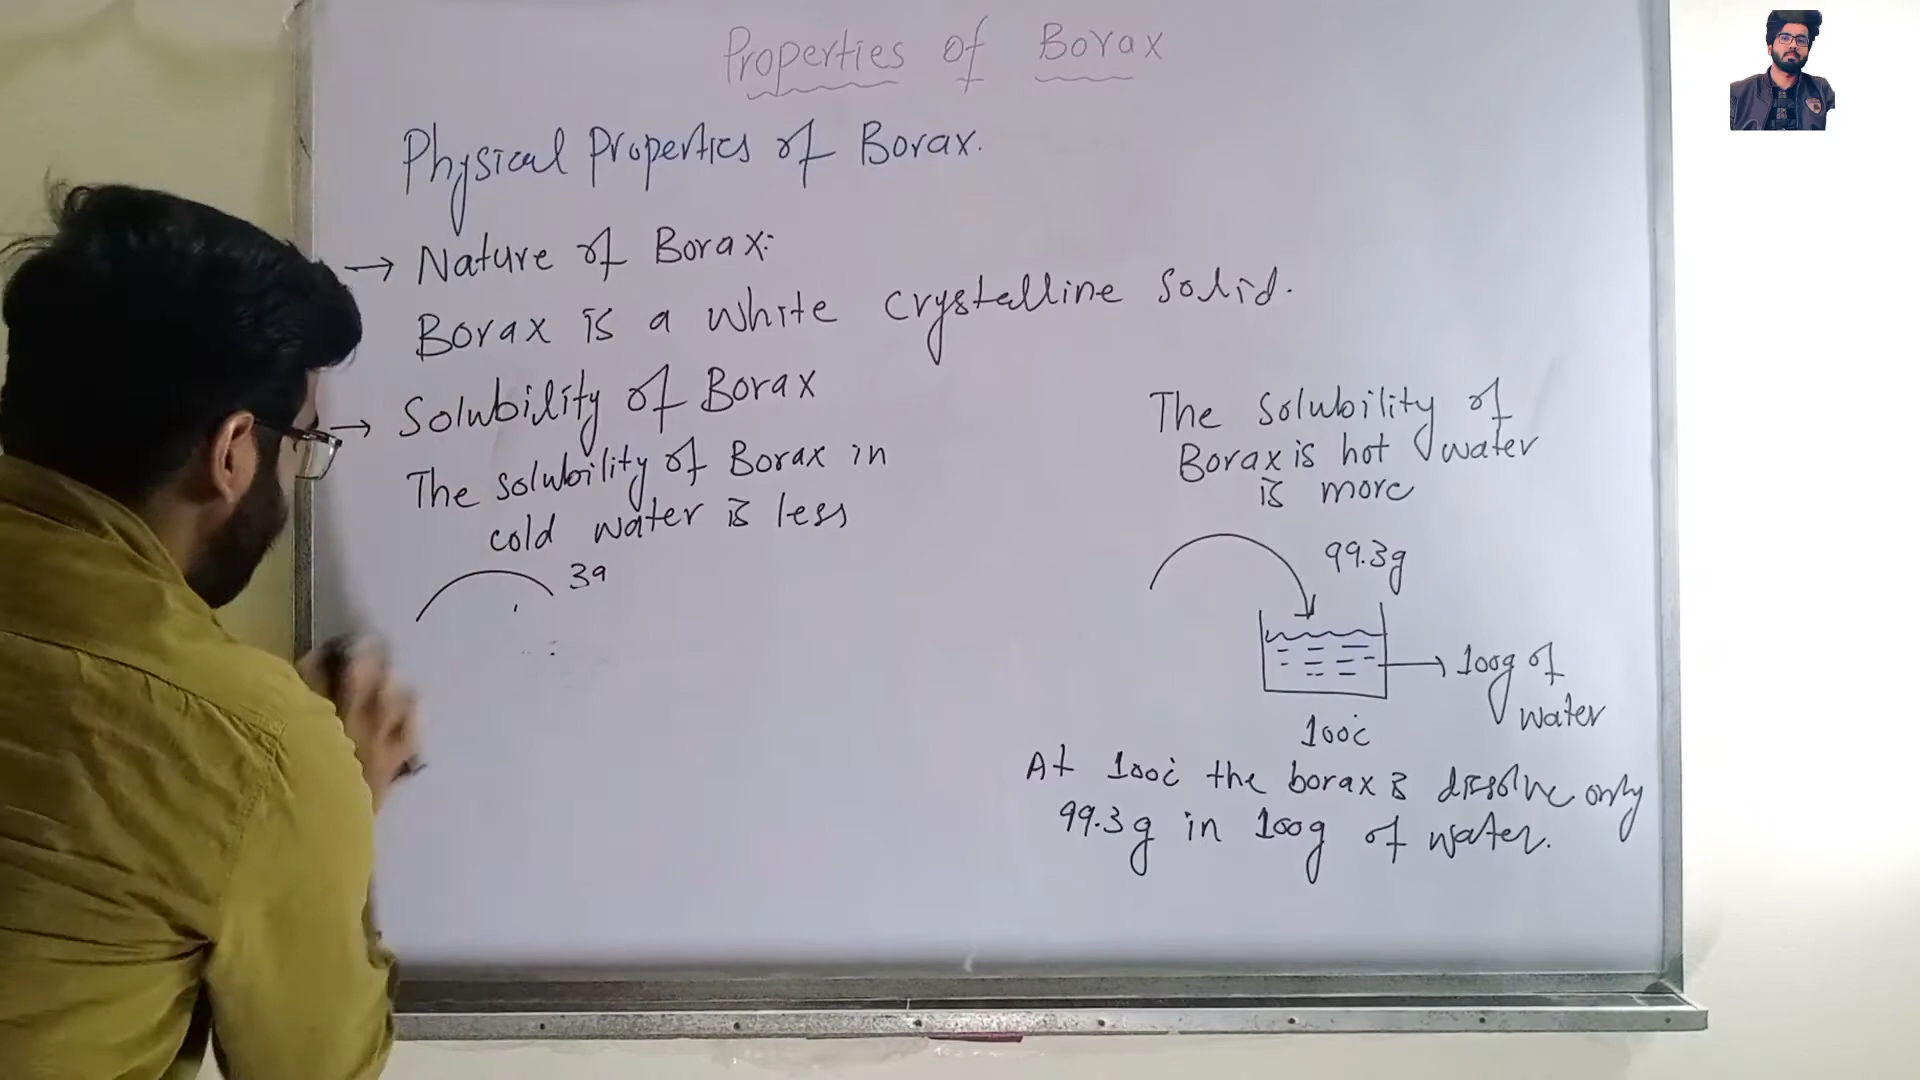 Properties of Borax
Physical Properties of Borax.
→ Nature of Borax:-
Borax is a white crystalline solid.
→ Solubility of Borax
The solubility of Borax in
cold water is less
3g
The solubility of
Borax is hot water
is more
99.3g
→ 100g of
water
100c
At 100c the borax is dissolve only
99.3g in 100g of water.